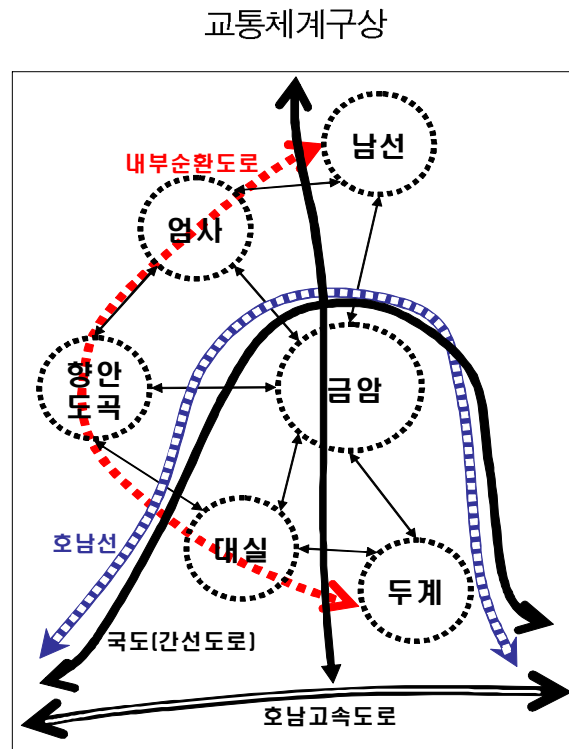 교통체계구상
남선
내부순환도로
엄사
향안
도곡
금암
호남선
대실
두계
국도(간선도로)
호남고속도로